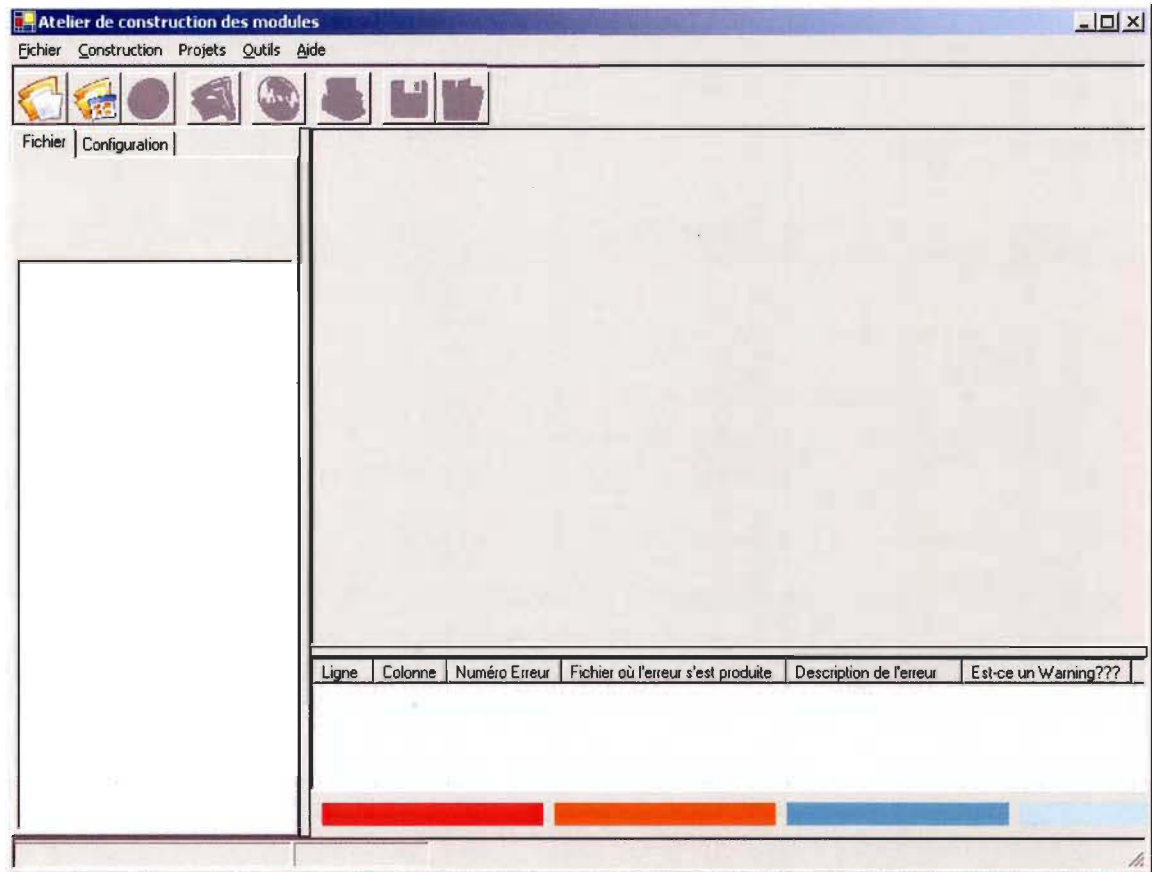 Atelier de construction des modules
Fichier Construction Projets Outils Aide
Fichier Configuration
Ligne Colonne Numéro Erreur Fichier où l'erreur s'est produite Description de l'erreur Est-ce un Warning???